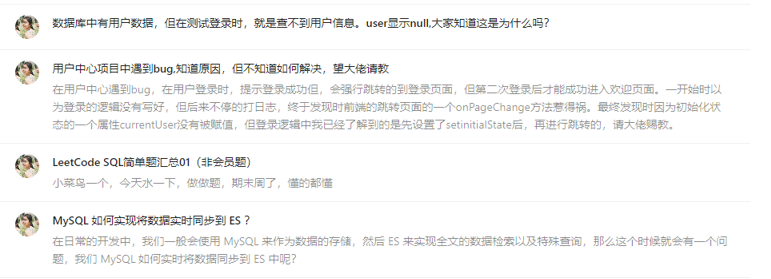 数据库中有用户数据，但在测试登录时，就是查不到用户信息。user显示null,大家知道这是为什么吗?
用户中心项目中遇到bug,知道原因，但不知道如何解决，望大佬请教
在用户中心遇到bug，在用户登录时，提示登录成功但，会强行跳转的到登录页面，但第二次登录后才能成功进入欢迎页面。一开始时以
为登录的逻辑没有写好，但后来不停的打日志，终于发现时前端的跳转页面的一个onPageChange方法惹得祸。最终发现时因为初始化状
态的一个属性currentUser没有被赋值，但登录逻辑中我已经了解到的是先设置了setinitialState后，再进行跳转的，请大佬赐教。
LeetCode SQL简单题汇总01（非会员题）
小菜鸟一个，今天水一下，做做题，期末周了，懂的都懂
MySQL 如何实现将数据实时同步到 ES ？
在日常的开发中，我们一般会使用 MySQL 来作为数据的存储，然后 ES 来实现全文的数据检索以及特殊查询，那么这个时候就会有一个问
题，我们 MySQL 如何实时将数据同步到 ES 中呢?